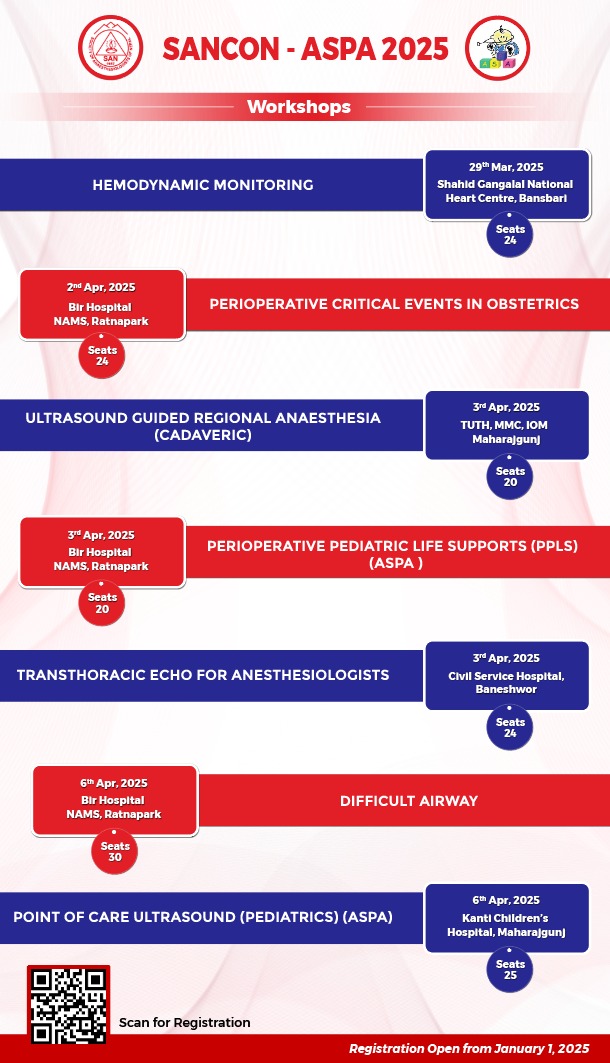 SANCON - ASPA 2025
SAN
A S A
Workshops
HEMODYNAMIC MONITORING
29th Mar, 2025
Shahid Gangalal National
Heart Centre, Bansbari
Seats
24
2nd Apr, 2025
Bir Hospital
NAMS, Ratnapark
Seats
24
PERIOPERATIVE CRITICAL EVENTS IN OBSTETRICS
ULTRASOUND GUIDED REGIONAL ANAESTHESIA
(CADAVERIC)
3rd Apr, 2025
TUTH, MMC, IOM
Maharajgunj
Seats
20
3rd Apr, 2025
Bir Hospital
NAMS, Ratnapark
Seats
20
PERIOPERATIVE PEDIATRIC LIFE SUPPORTS (PPLS)
(ASPA )
TRANSTHORACIC ECHO FOR ANESTHESIOLOGISTS
3rd Apr, 2025
Civil Service Hospital,
Baneshwor
Seats
24
6th Apr, 2025
Bir Hospital
NAMS, Ratnapark
Seats
30
DIFFICULT AIRWAY
POINT OF CARE ULTRASOUND (PEDIATRICS) (ASPA)
6th Apr, 2025
Kanti Children's
Hospital, Maharajgunj
Seats
25
Scan for Registration
Registration Open from January 1, 2025